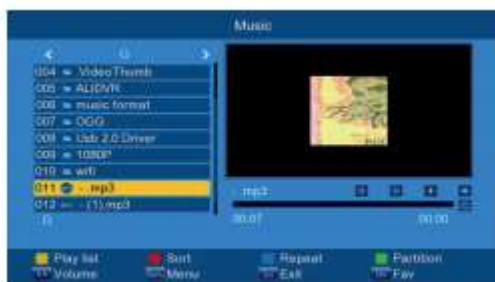 Music
004 VideoThumb
005 ALIDVR
006 music format
007 OGG
008 Usb 2.0 Driver
009 1080P
010 wifi
011 - .mp3
012 - (1).mp3
.mp3
00:07 00:00
Play list Sort Repeat Partition
Volume Menu Exit Fav